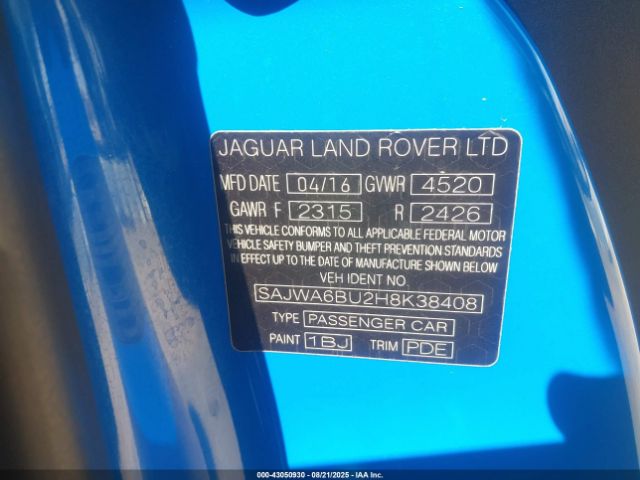 JAGUAR LAND ROVER LTD
MFD DATE 04/16 GVWR 4520
GAWR F 2315 R 2426
THIS VEHICLE CONFORMS TO ALL APPLICABLE FEDERAL MOTOR
VEHICLE SAFETY BUMPER AND THEFT PREVENTION STANDARDS
IN EFFECT ON THE DATE OF MANUFACTURE SHOWN BELOW
VEH IDENT NO.
SAJWA6BU2H8K38408
TYPE PASSENGER CAR
PAINT 1BJ TRIM PDE
000-43050930 - 08/21/2025 - IAA Inc.